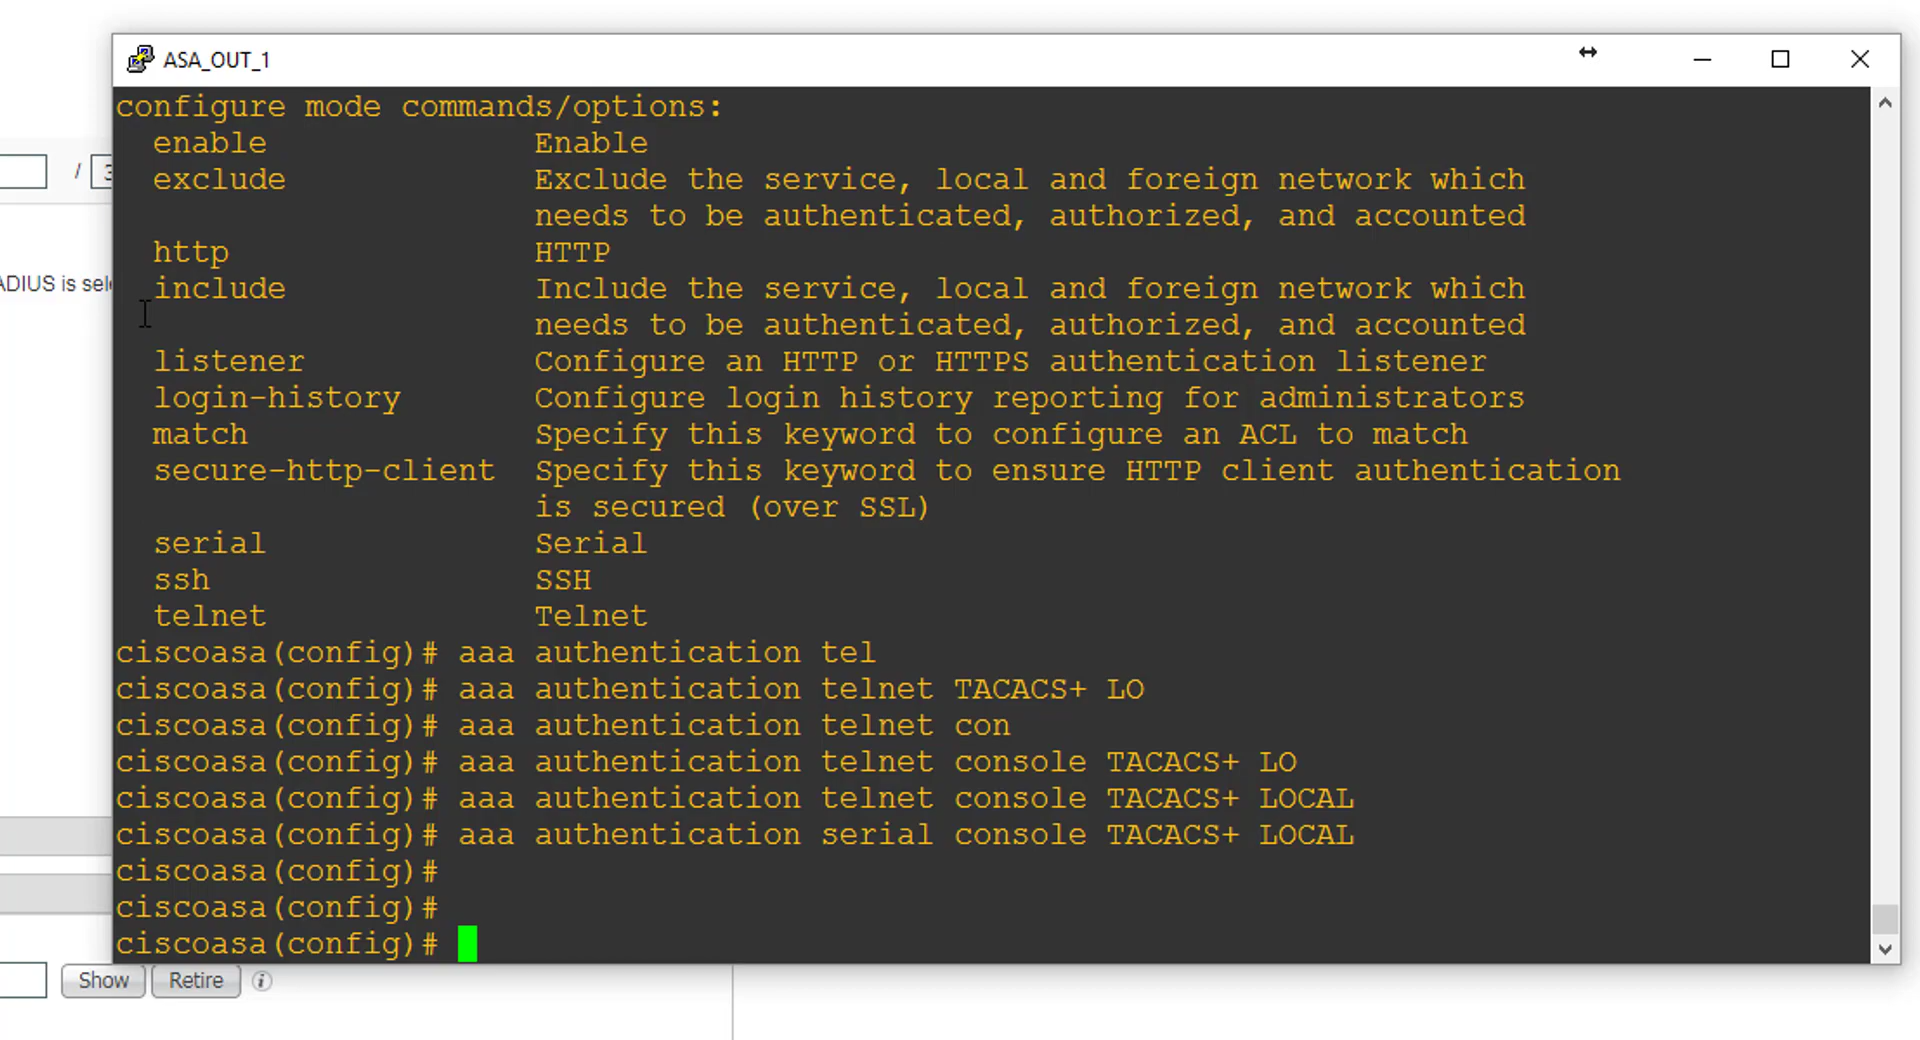 ASA_OUT_1
configure mode commands/options:
enable Enable
exclude Exclude the service, local and foreign network which
needs to be authenticated, authorized, and accounted
http HTTP
include Include the service, local and foreign network which
needs to be authenticated, authorized, and accounted
listener Configure an HTTP or HTTPS authentication listener
login-history Configure login history reporting for administrators
match Specify this keyword to configure an ACL to match
secure-http-client Specify this keyword to ensure HTTP client authentication
is secured (over SSL)
serial Serial
ssh SSH
telnet Telnet
ciscoasa(config)# aaa authentication tel
ciscoasa(config)# aaa authentication telnet TACACS+ LO
ciscoasa(config)# aaa authentication telnet con
ciscoasa(config)# aaa authentication telnet console TACACS+ LO
ciscoasa(config)# aaa authentication telnet console TACACS+ LOCAL
ciscoasa(config)# aaa authentication serial console TACACS+ LOCAL
ciscoasa(config)#
ciscoasa(config)#
ciscoasa(config)#
/
ADIUS is sel
Show Retire i